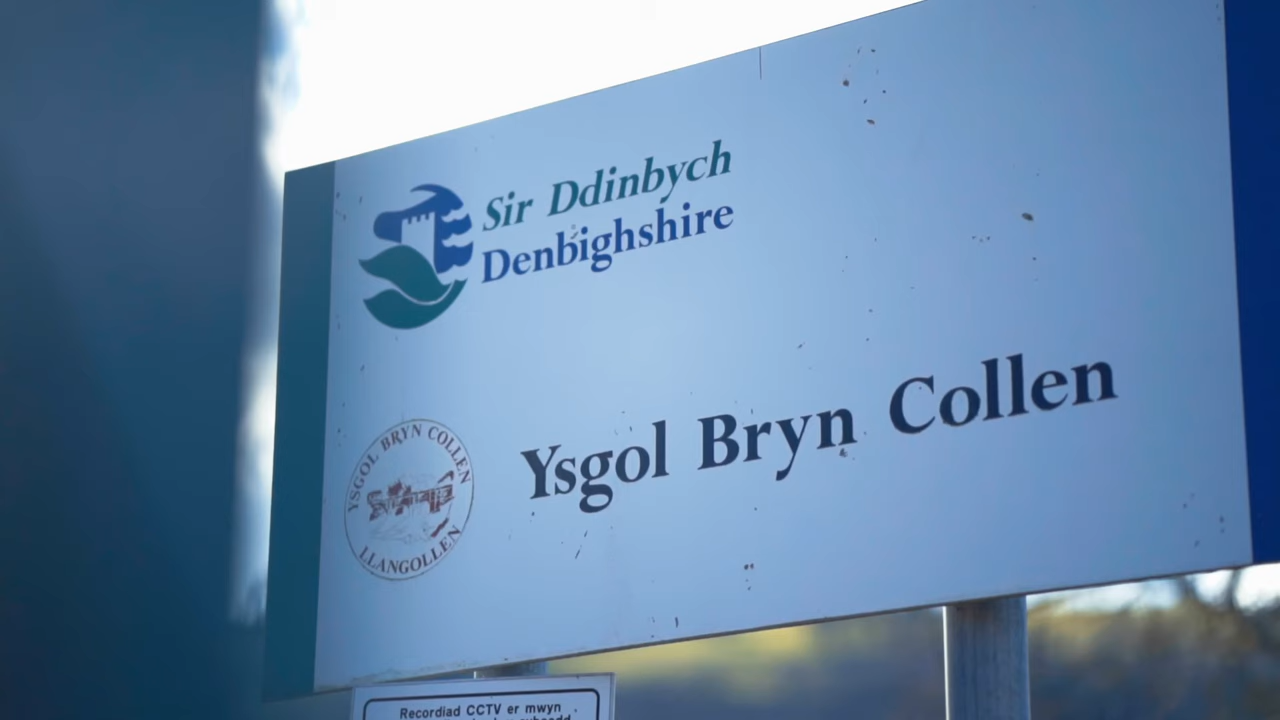 Sir Ddinbych
Denbighshire
YSGOL BRYN COLLEN
LLANGOLLEN
Ysgol Bryn Collen
Recordiad CCTV er mwyn